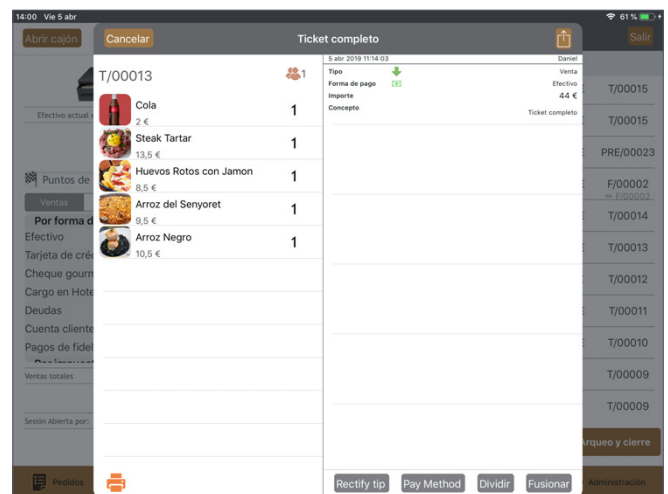 14:00 Vie 5 abr
61 %
Abrir cajón
Cancelar
Ticket completo
Salir
T/00013
1
Cola
2 €
1
Steak Tartar
13,5 €
1
Huevos Rotos con Jamon
8,5 €
1
Arroz del Senyoret
9,5 €
1
Arroz Negro
10,5 €
1
5 abr 2019 11:14:03
Daniel
Tipo
Venta
Forma de pago
Efectivo
Importe
44 €
Concepto
Ticket completo
Rectify tip
Pay Method
Dividir
Fusionar
Efectivo actual
Puntos de
Ventas
Por forma d
Efectivo
Tarjeta de cré
Cheque gourm
Cargo en Hote
Deudas
Cuenta cliente
Pagos de fidel
Ventas totales
Sesión Abierta por:
Pedidos
T/00015
T/00015
PRE/00023
F/00002
F/00002
T/00014
T/00013
T/00012
T/00011
T/00010
T/00009
T/00009
Arqueo y cierre
Administración